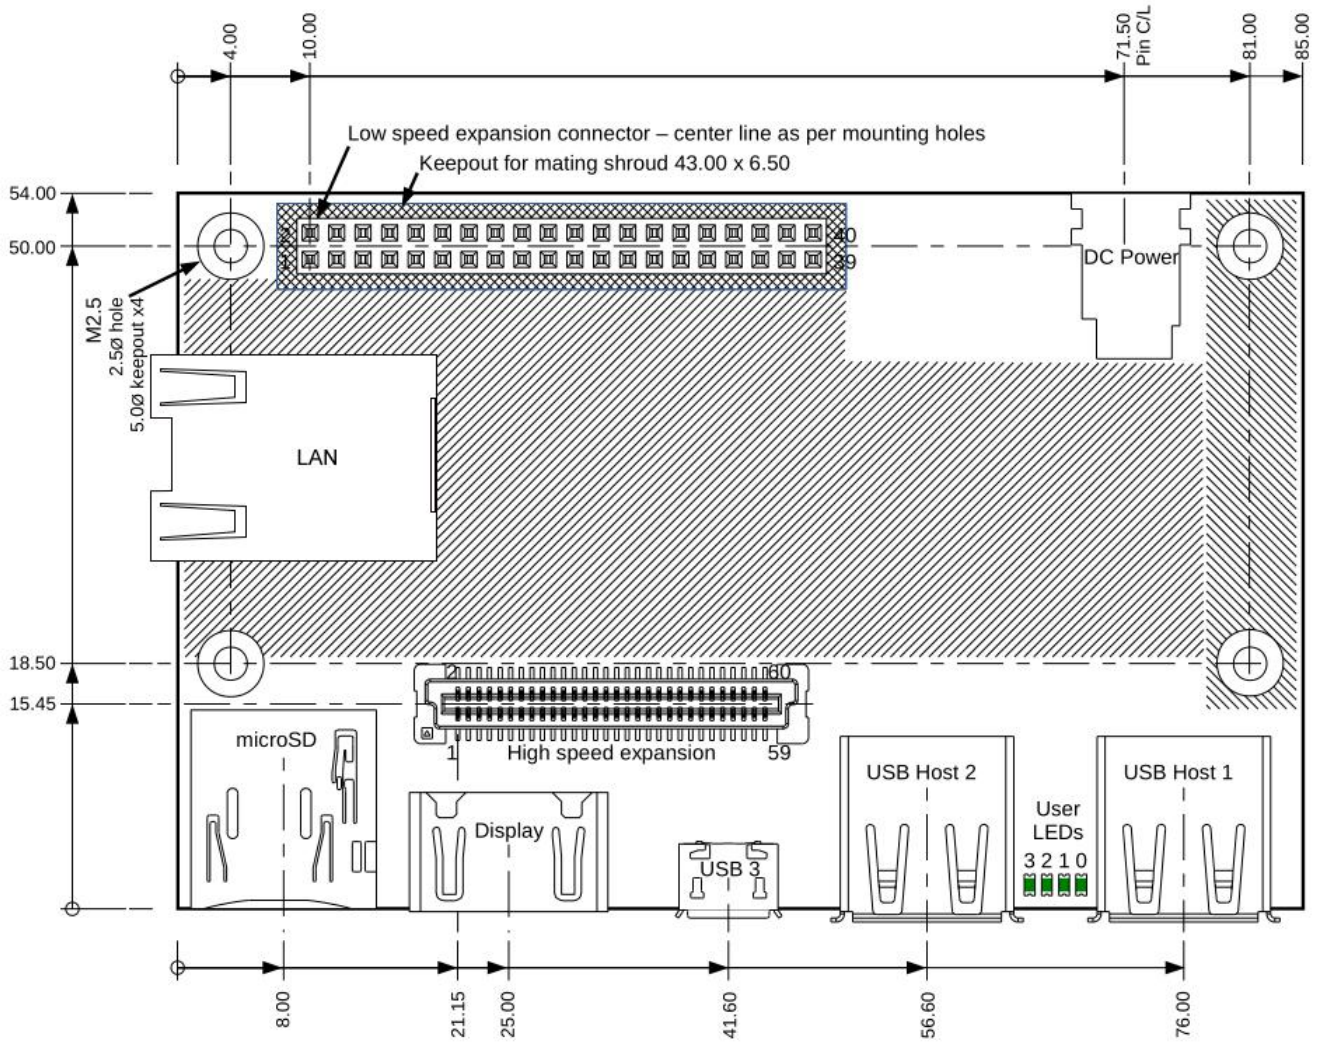 4.00
10.00
71.50
Pin C/L
81.00
85.00
Low speed expansion connector – center line as per mounting holes
Keepout for mating shroud 43.00 x 6.50
54.00
50.00
2
40
1
39
DC Power
M2.5
2.5Ø hole
5.0Ø keepout x4
LAN
18.50
15.45
2
60
microSD
1
High speed expansion
59
USB Host 2
USB Host 1
User
LEDs
3 2 1 0
Display
USB 3
8.00
21.15
25.00
41.60
56.60
76.00